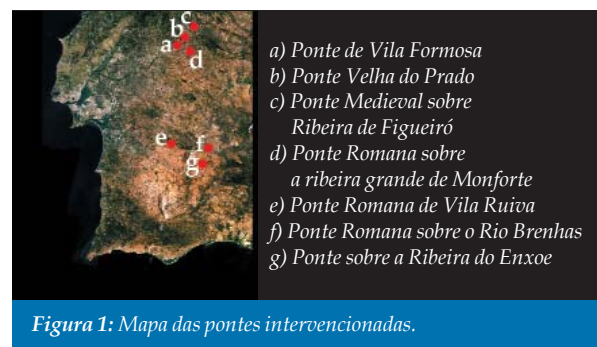 c
b
a
d
e
f
g
a) Ponte de Vila Formosa
b) Ponte Velha do Prado
c) Ponte Medieval sobre
Ribeira de Figueiró
d) Ponte Romana sobre
a ribeira grande de Monforte
e) Ponte Romana de Vila Ruiva
f) Ponte Romana sobre o Rio Brenhas
g) Ponte sobre a Ribeira do Enxoe
Figura 1: Mapa das pontes intervencionadas.